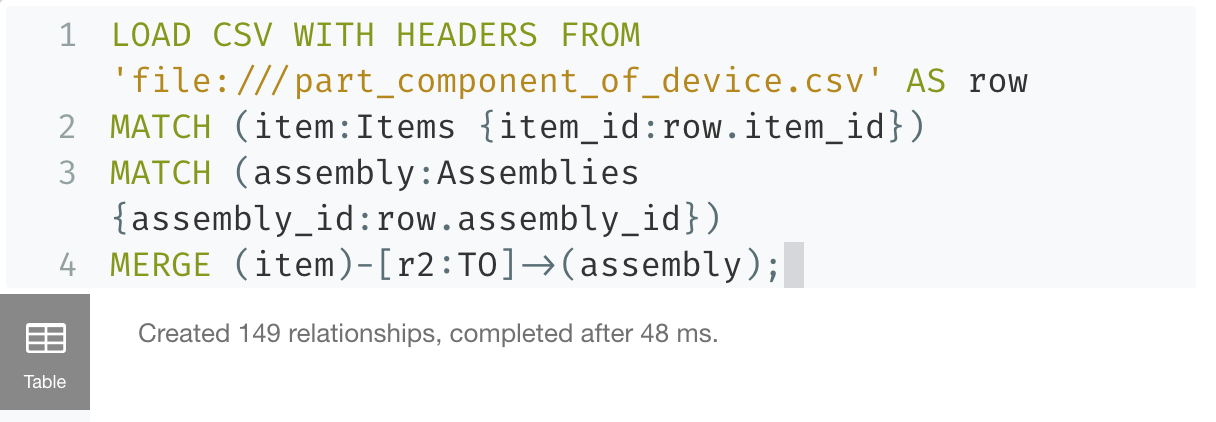 1 LOAD CSV WITH HEADERS FROM
'file:///part_component_of_device.csv' AS row
2 MATCH (item:Items {item_id:row.item_id})
3 MATCH (assembly:Assemblies
{assembly_id:row.assembly_id})
4 MERGE (item)-[r2:TO]->(assembly);
Created 149 relationships, completed after 48 ms.
Table